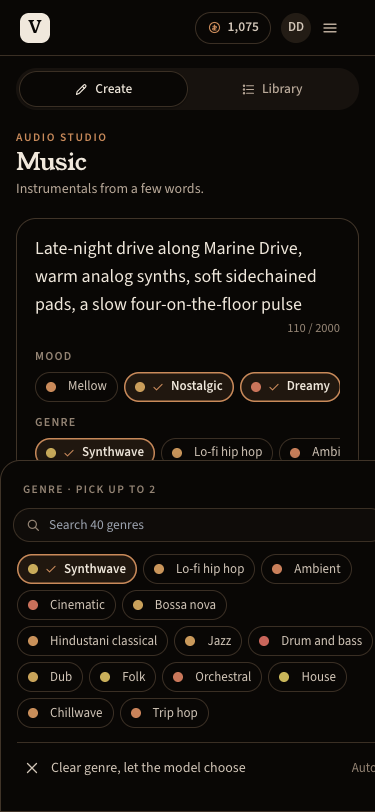 V
1,075
DD
Create
Library
AUDIO STUDIO
Music
Instrumentals from a few words.
Late-night drive along Marine Drive,
warm analog synths, soft sidechained
pads, a slow four-on-the-floor pulse
110 / 2000
MOOD
Mellow
Nostalgic
Dreamy
GENRE
Synthwave
Lo-fi hip hop
Ambi
GENRE · PICK UP TO 2
Search 40 genres
Synthwave
Lo-fi hip hop
Ambient
Cinematic
Bossa nova
Hindustani classical
Jazz
Drum and bass
Dub
Folk
Orchestral
House
Chillwave
Trip hop
Clear genre, let the model choose
Auto